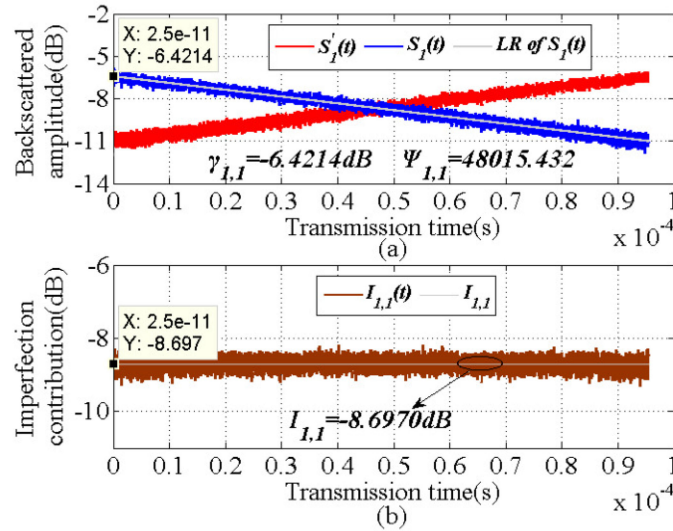 -2
X: 2.5e-11
Y: -6.4214
S'1(t) S1(t) LR of S1(t)
-5
-8
-11
-14
Backscattered
amplitude(dB)
γ1,1=-6.4214dB Ψ1,1=48015.432
0 0.1 0.2 0.3 0.4 0.5 0.6 0.7 0.8 0.9 1
Transmission time(s)
x 10-4
(a)
-6
X: 2.5e-11
Y: -8.697
I1,1(t) I1,1
-8
-10
Imperfection
contribution(dB)
I1,1=-8.6970dB
0 0.1 0.2 0.3 0.4 0.5 0.6 0.7 0.8 0.9 1
Transmission time(s)
x 10-4
(b)